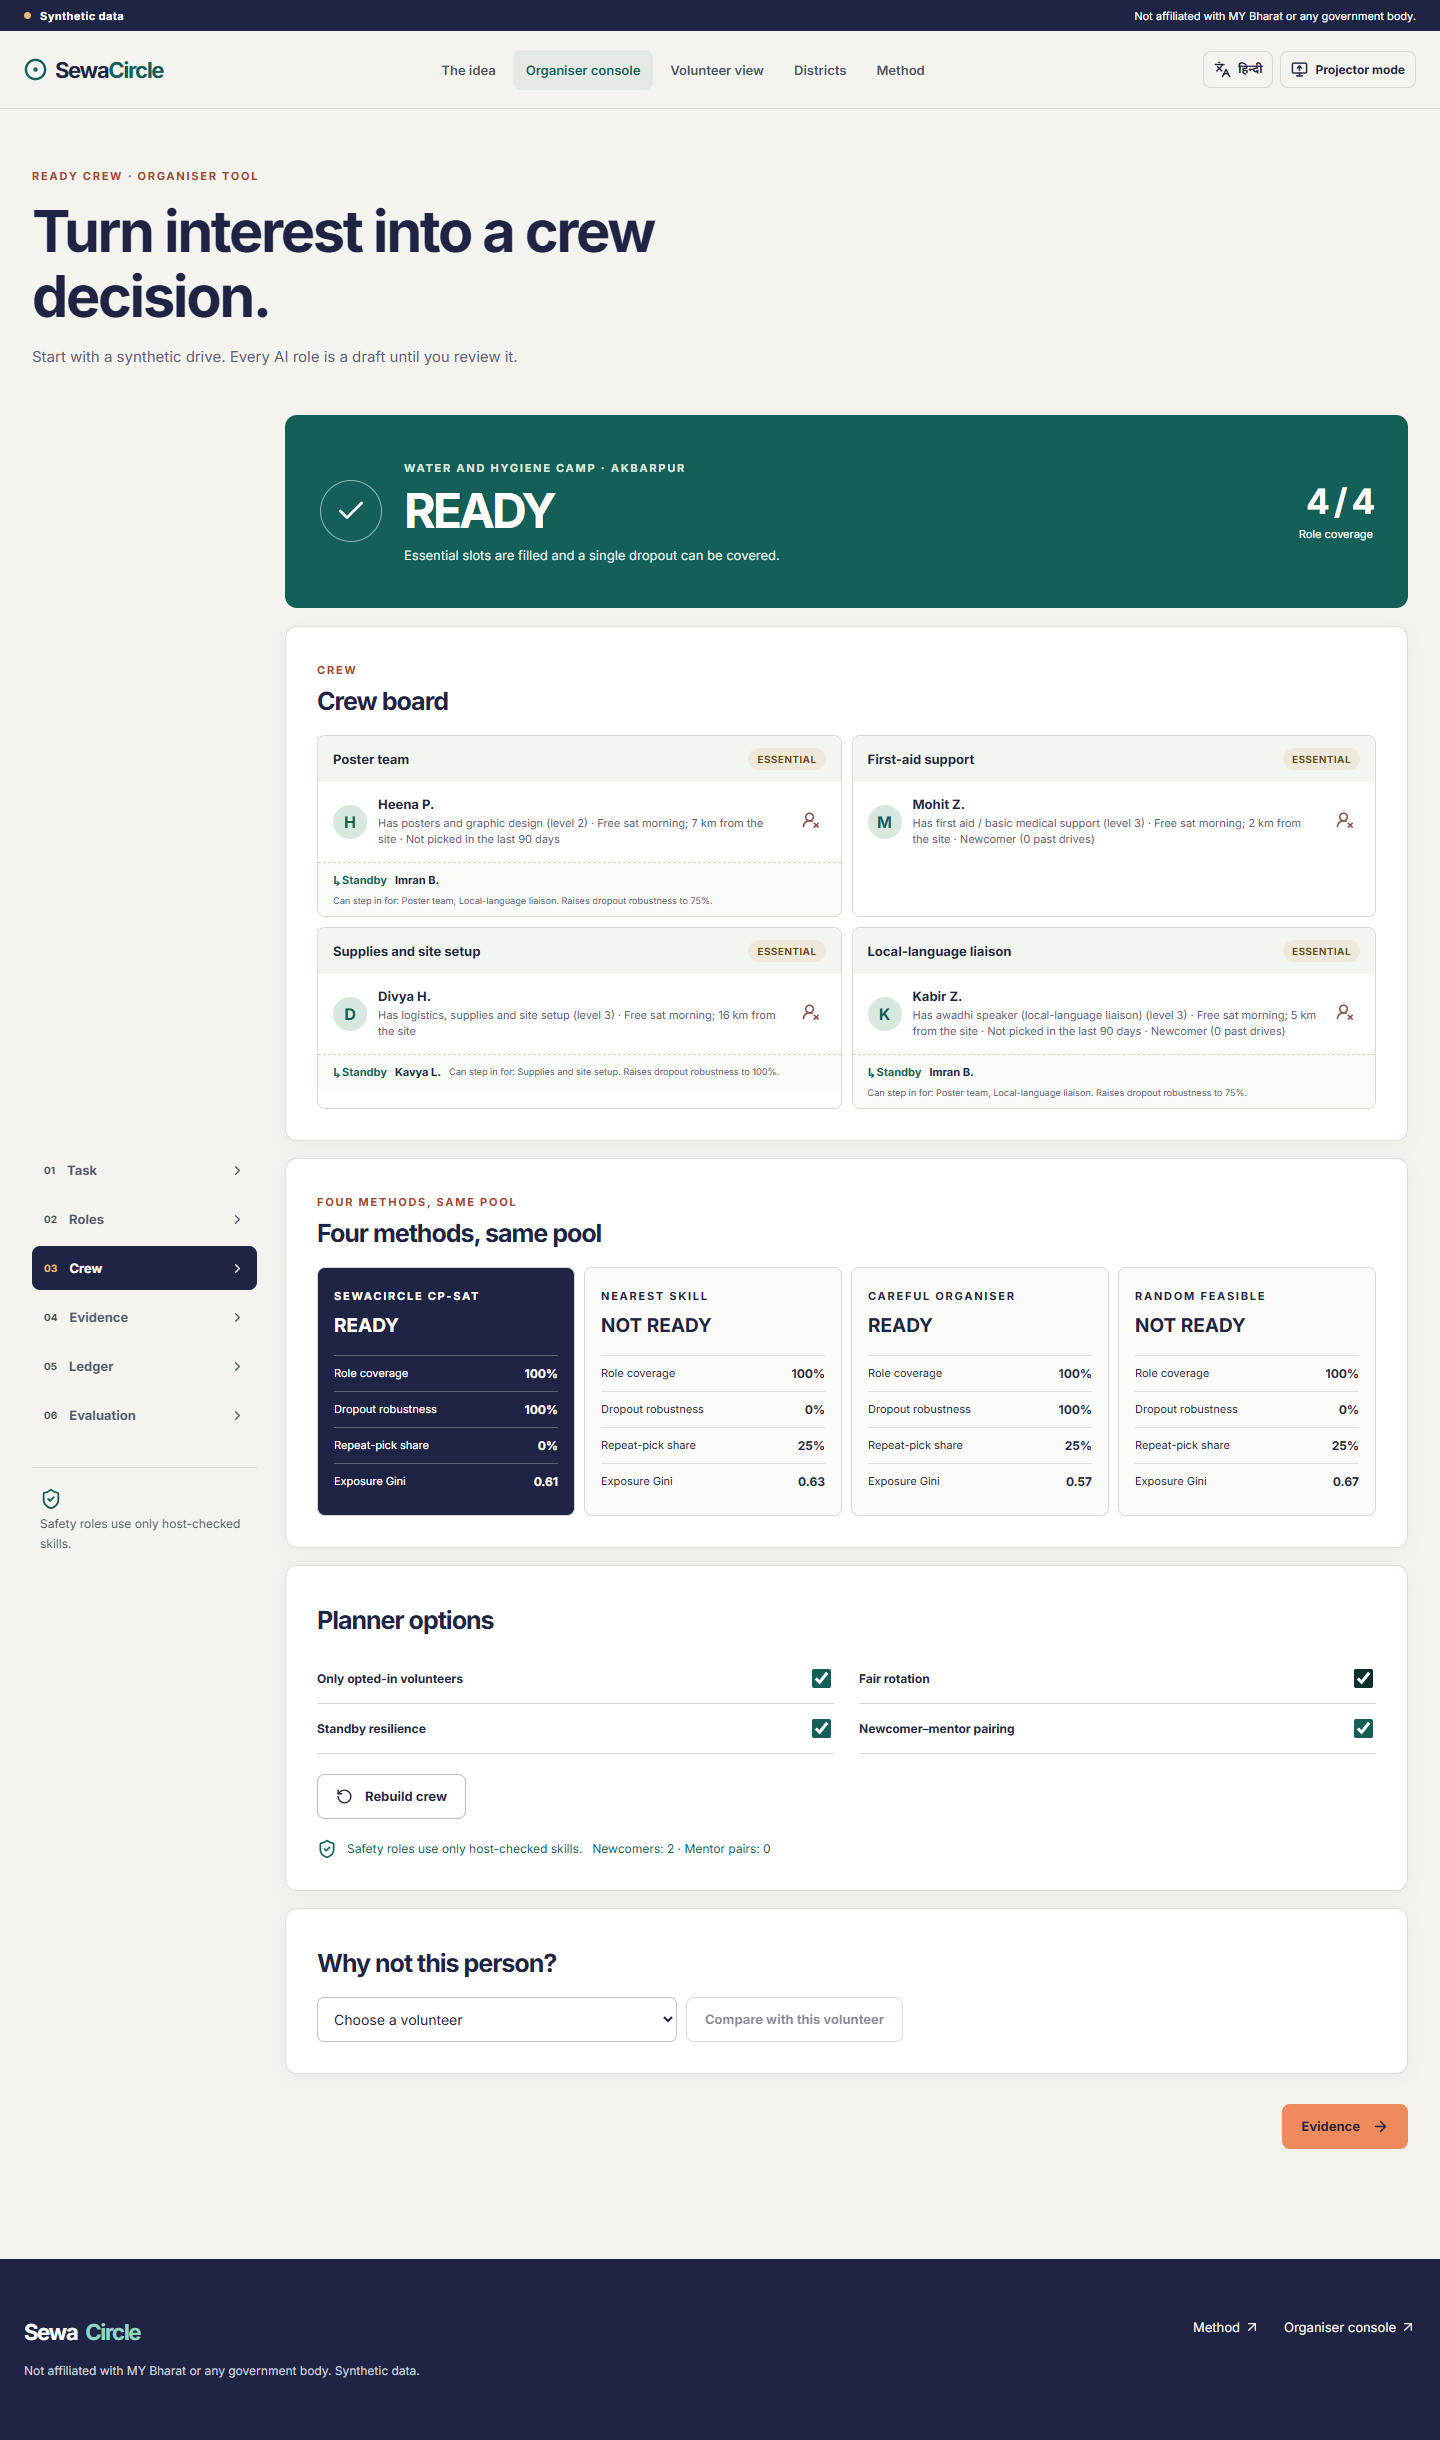 Synthetic data
Not affiliated with MY Bharat or any government body.
SewaCircle
The idea
Organiser console
Volunteer view
Districts
Method
हिन्दी
Projector mode
READY CREW · ORGANISER TOOL
Turn interest into a crew
decision.
Start with a synthetic drive. Every AI role is a draft until you review it.
WATER AND HYGIENE CAMP · AKBARPUR
READY
Essential slots are filled and a single dropout can be covered.
4/4
Role coverage
CREW
Crew board
Poster team
ESSENTIAL
H
Heena P.
Has posters and graphic design (level 2) · Free sat morning; 7 km from the
site · Not picked in the last 90 days
↳ Standby Imran B.
Can step in for: Poster team, Local-language liaison. Raises dropout robustness to 75%.
First-aid support
ESSENTIAL
M
Mohit Z.
Has first aid / basic medical support (level 3) · Free sat morning; 2 km from
the site · Newcomer (0 past drives)
Supplies and site setup
ESSENTIAL
D
Divya H.
Has logistics, supplies and site setup (level 3) · Free sat morning; 16 km from
the site
↳ Standby Kavya L. Can step in for: Supplies and site setup. Raises dropout robustness to 100%.
Local-language liaison
ESSENTIAL
K
Kabir Z.
Has awadhi speaker (local-language liaison) (level 3) · Free sat morning; 5 km
from the site · Not picked in the last 90 days · Newcomer (0 past drives)
↳ Standby Imran B.
Can step in for: Poster team, Local-language liaison. Raises dropout robustness to 75%.
01 Task
02 Roles
03 Crew
04 Evidence
05 Ledger
06 Evaluation
Safety roles use only host-checked
skills.
FOUR METHODS, SAME POOL
Four methods, same pool
SEWACIRCLE CP-SAT
READY
Role coverage 100%
Dropout robustness 100%
Repeat-pick share 0%
Exposure Gini 0.61
NEAREST SKILL
NOT READY
Role coverage 100%
Dropout robustness 0%
Repeat-pick share 25%
Exposure Gini 0.63
CAREFUL ORGANISER
READY
Role coverage 100%
Dropout robustness 100%
Repeat-pick share 25%
Exposure Gini 0.57
RANDOM FEASIBLE
NOT READY
Role coverage 100%
Dropout robustness 0%
Repeat-pick share 25%
Exposure Gini 0.67
Planner options
Only opted-in volunteers
Fair rotation
Standby resilience
Newcomer–mentor pairing
Rebuild crew
Safety roles use only host-checked skills. Newcomers: 2 · Mentor pairs: 0
Why not this person?
Choose a volunteer
Compare with this volunteer
Evidence
Sewa Circle
Method
Organiser console
Not affiliated with MY Bharat or any government body. Synthetic data.